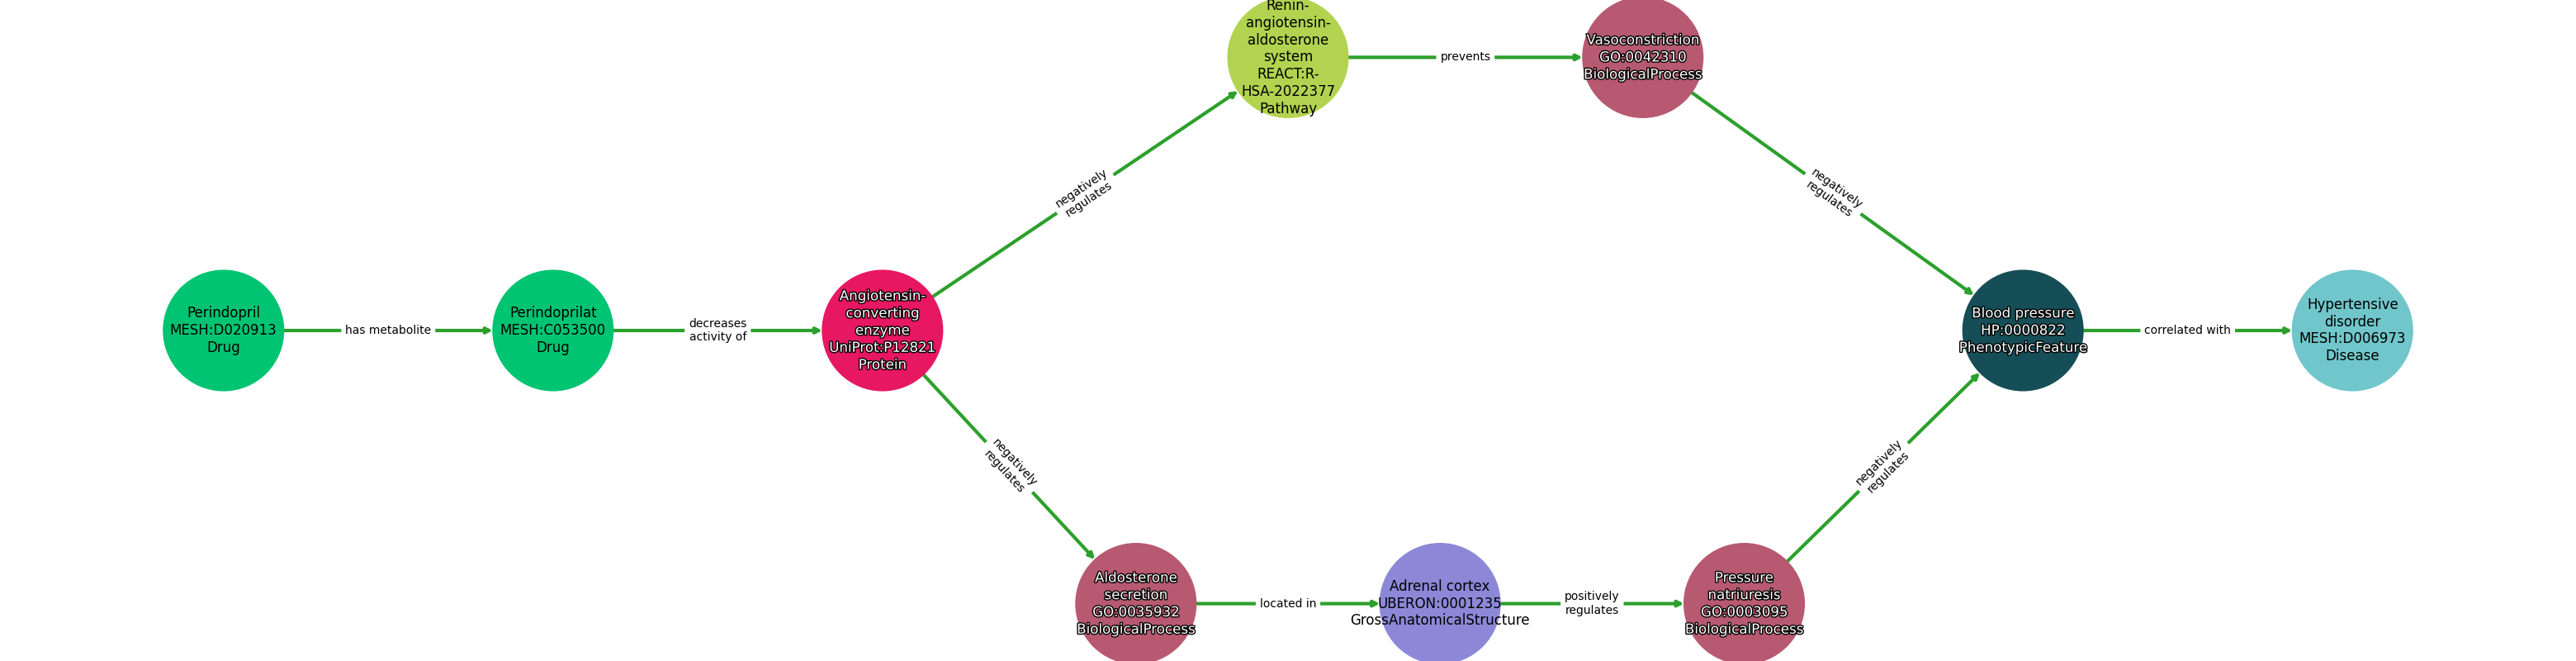 Renin-
angiotensin-
aldosterone
system
REACT:R-
HSA-2022377
Pathway
prevents
Vasoconstriction
GO:0042310
BiologicalProcess
negatively
regulates
negatively
regulates
Perindopril
MESH:D020913
Drug
has metabolite
Perindoprilat
MESH:C053500
Drug
decreases
activity of
Angiotensin-
converting
enzyme
UniProt:P12821
Protein
Blood pressure
HP:0000822
PhenotypicFeature
correlated with
Hypertensive
disorder
MESH:D006973
Disease
negatively
regulates
negatively
regulates
Aldosterone
secretion
GO:0035932
BiologicalProcess
located in
Adrenal cortex
UBERON:0001235
GrossAnatomicalStructure
positively
regulates
Pressure
natriuresis
GO:0003095
BiologicalProcess